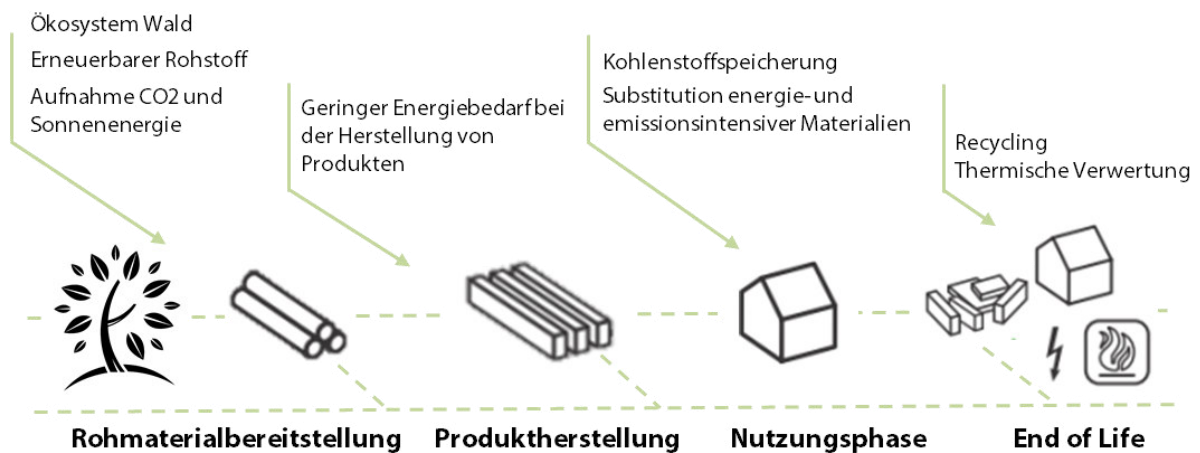 Ökosystem Wald
Erneuerbarer Rohstoff
Aufnahme CO2 und
Sonnenenergie
Geringer Energiebedarf bei
der Herstellung von
Produkten
Kohlenstoffspeicherung
Substitution energie-und
emissionsintensiver Materialien
Recycling
Thermische Verwertung
Rohmaterialbereitstellung
Produktherstellung
Nutzungsphase
End of Life